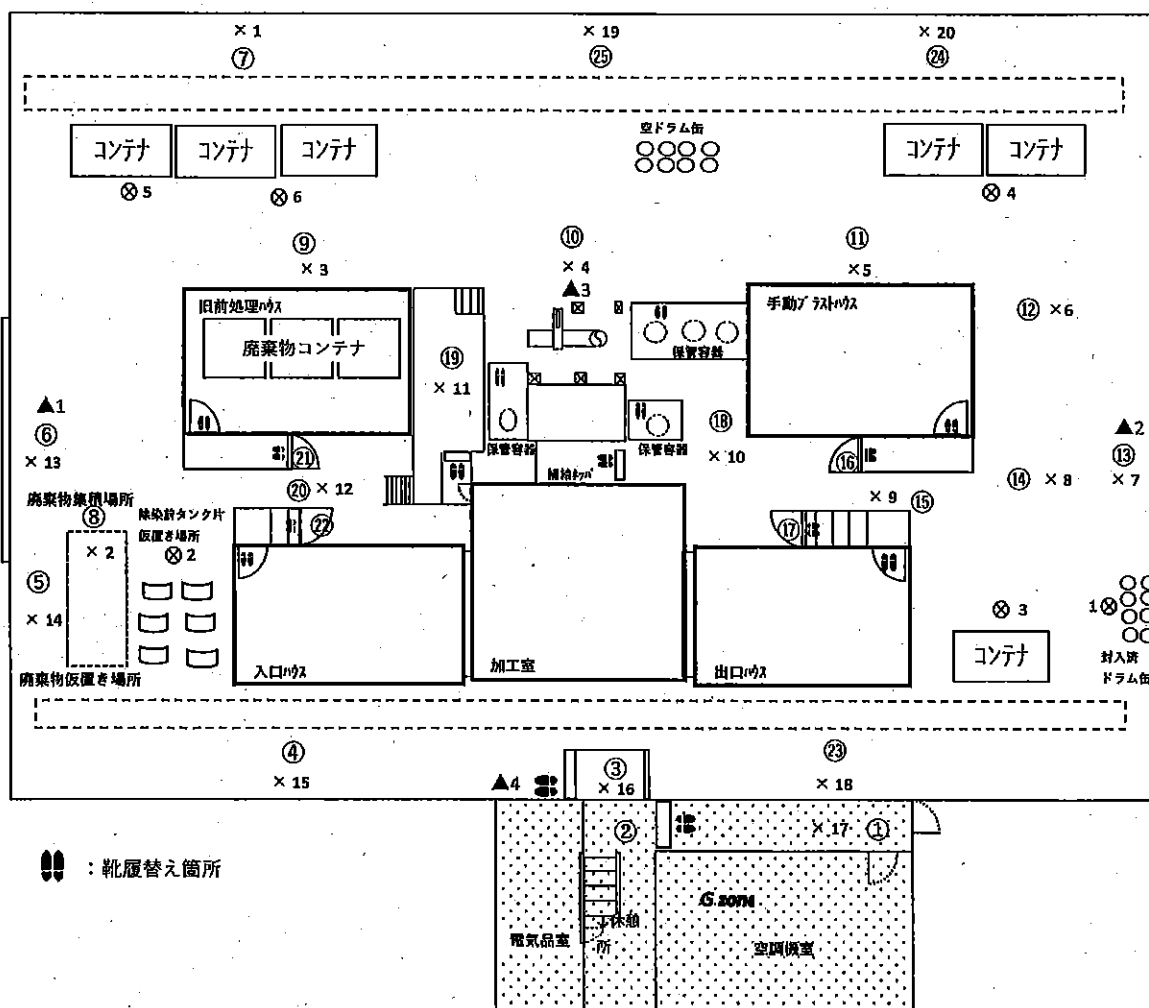 × 1
× 19
× 20
⑦
㉕
㉔
空ドラム缶
コンテナ
コンテナ
コンテナ
コンテナ
コンテナ
⊗ 5
⊗ 6
⊗ 4
⑨
⑩
⑪
× 3
× 4
× 5
▲3
旧前処理ハウス
手動ブラストハウス
⑫ × 6
廃棄物コンテナ
保管容器
⑲
× 11
▲1
⑥
× 13
⑱
× 10
▲2
⑬
× 7
保管容器
保管容器
㉑
⑯
⑭ × 8
⑳ × 12
× 9
⑮
廃棄物集積場所
⑧
除染前タンク片
仮置き場所
㉒
⑰
× 2
⊗ 2
⑤
× 14
⊗ 3
1⊗
コンテナ
封入済
ドラム缶
廃棄物仮置き場所
入口ハウス
加工室
出口ハウス
④
× 15
▲4
③
× 16
㉓
× 18
②
× 17
①
：靴履替え箇所
G zone
電気品室
休憩
所
空調機室